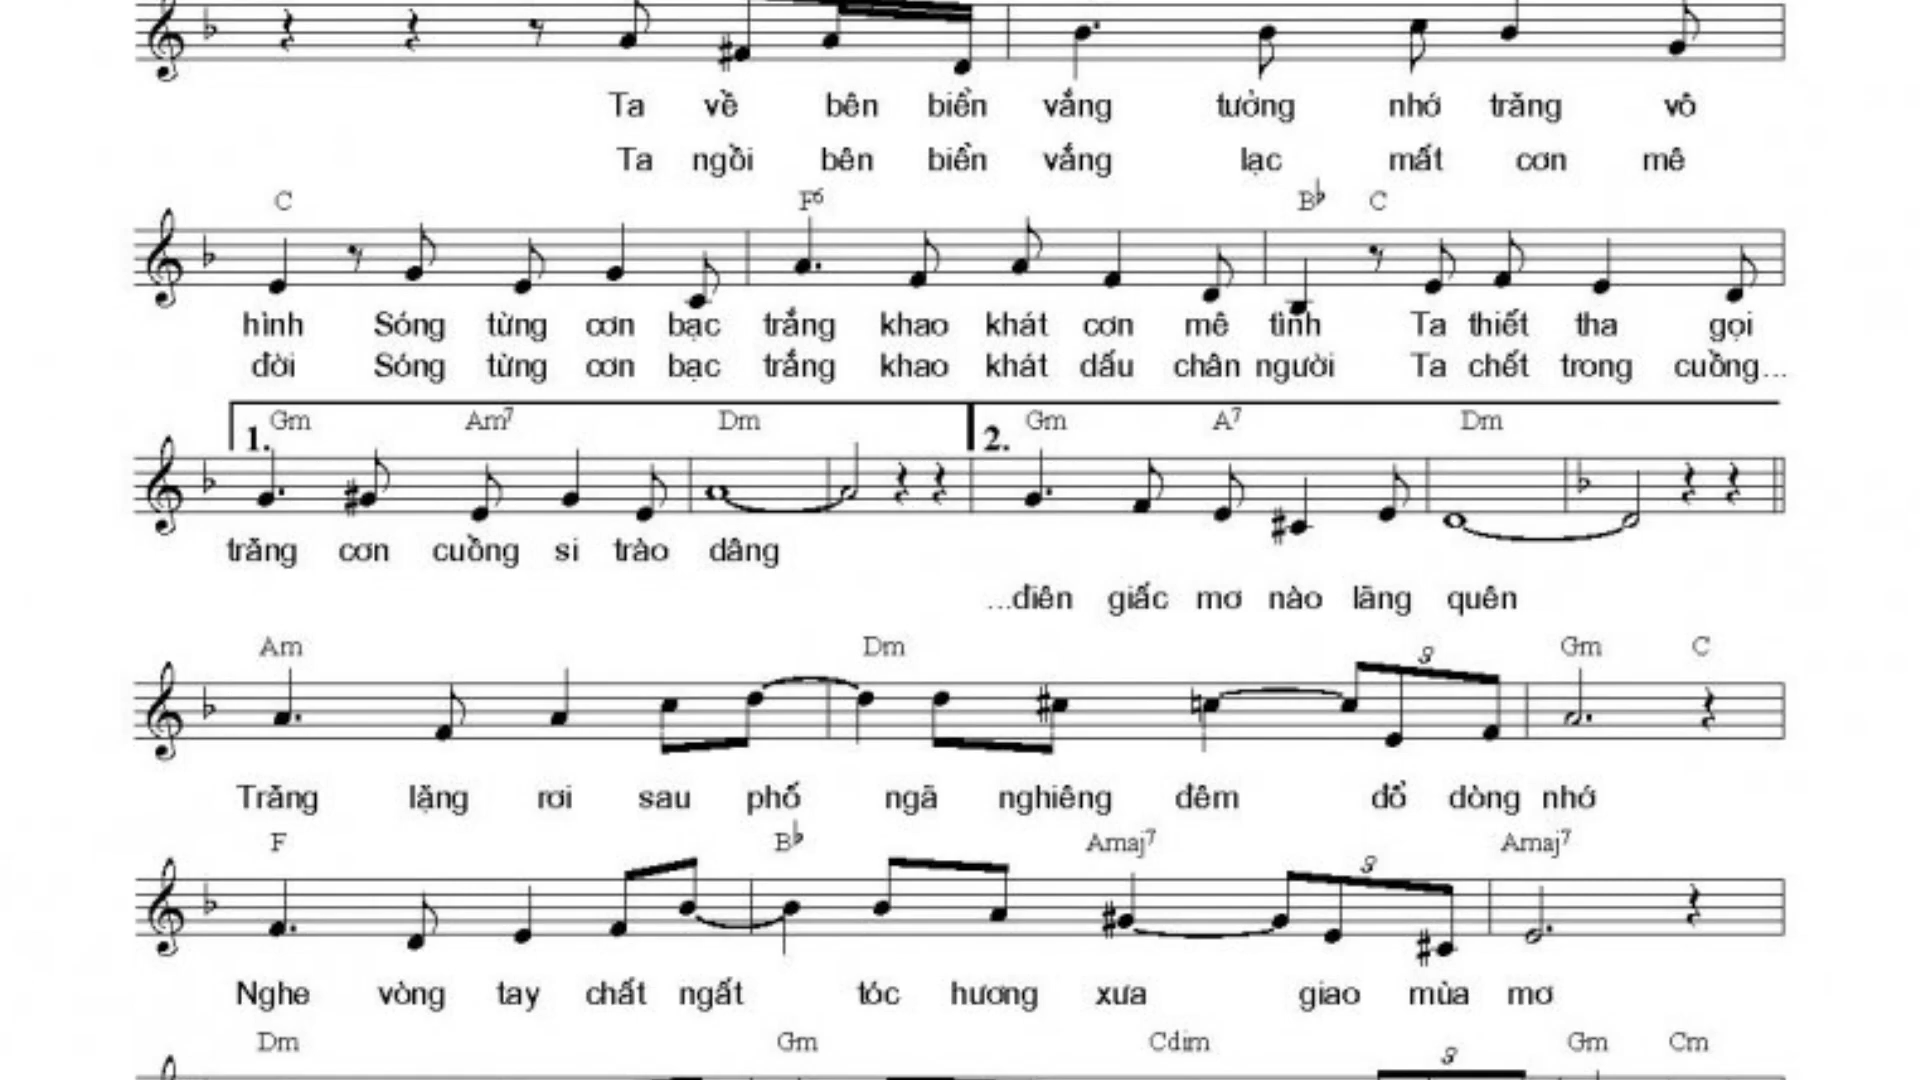 Ta về bên biển vắng tưởng nhớ trăng vô
Ta ngồi bên biển vắng lạc mất cơn mê
C F6 B♭ C
hình Sóng từng cơn bạc trắng khao khát cơn mê tình Ta thiết tha gọi
đời Sóng từng cơn bạc trắng khao khát dấu chân người Ta chết trong cuồng...
1. Gm Am7 Dm 2. Gm A7 Dm
trăng cơn cuồng si trào dâng
...điên giấc mơ nào lãng quên
Am Dm 3 Gm C
Trăng lặng rơi sau phố ngã nghiêng đêm đổ dòng nhớ
F B♭ Amaj7 3 Amaj7
Nghe vòng tay chất ngất tóc hương xưa giao mùa mơ
Dm Gm Cdim 3 Gm Cm